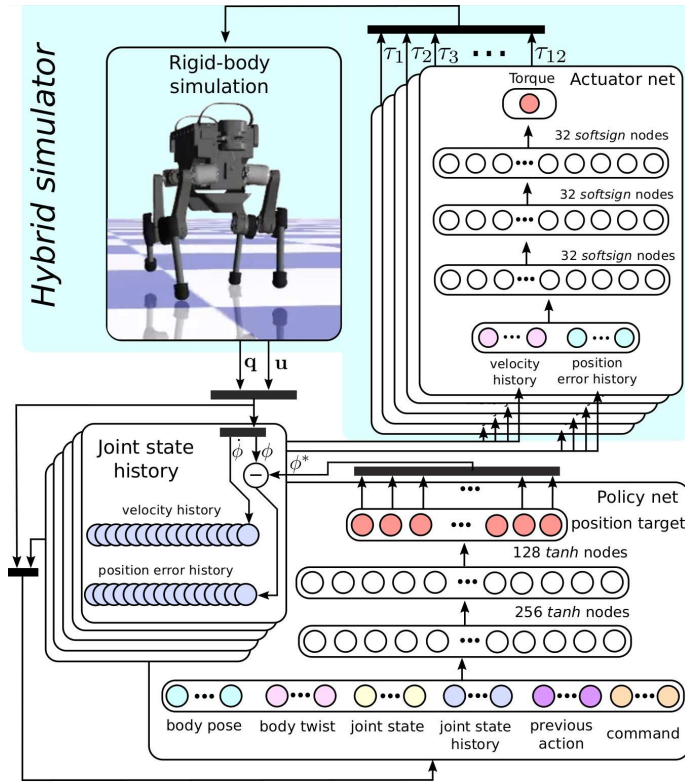 Hybrid simulator
Rigid-body
simulation
τ1 τ2 τ3 ... τ12
Actuator net
Torque
32 softsign nodes
32 softsign nodes
32 softsign nodes
velocity
history
position
error history
q u
Joint state
history
ϕ̇ ϕ ϕ*
−
velocity history
position error history
Policy net
position target
128 tanh nodes
256 tanh nodes
body pose
body twist
joint state
joint state
history
previous
action
command